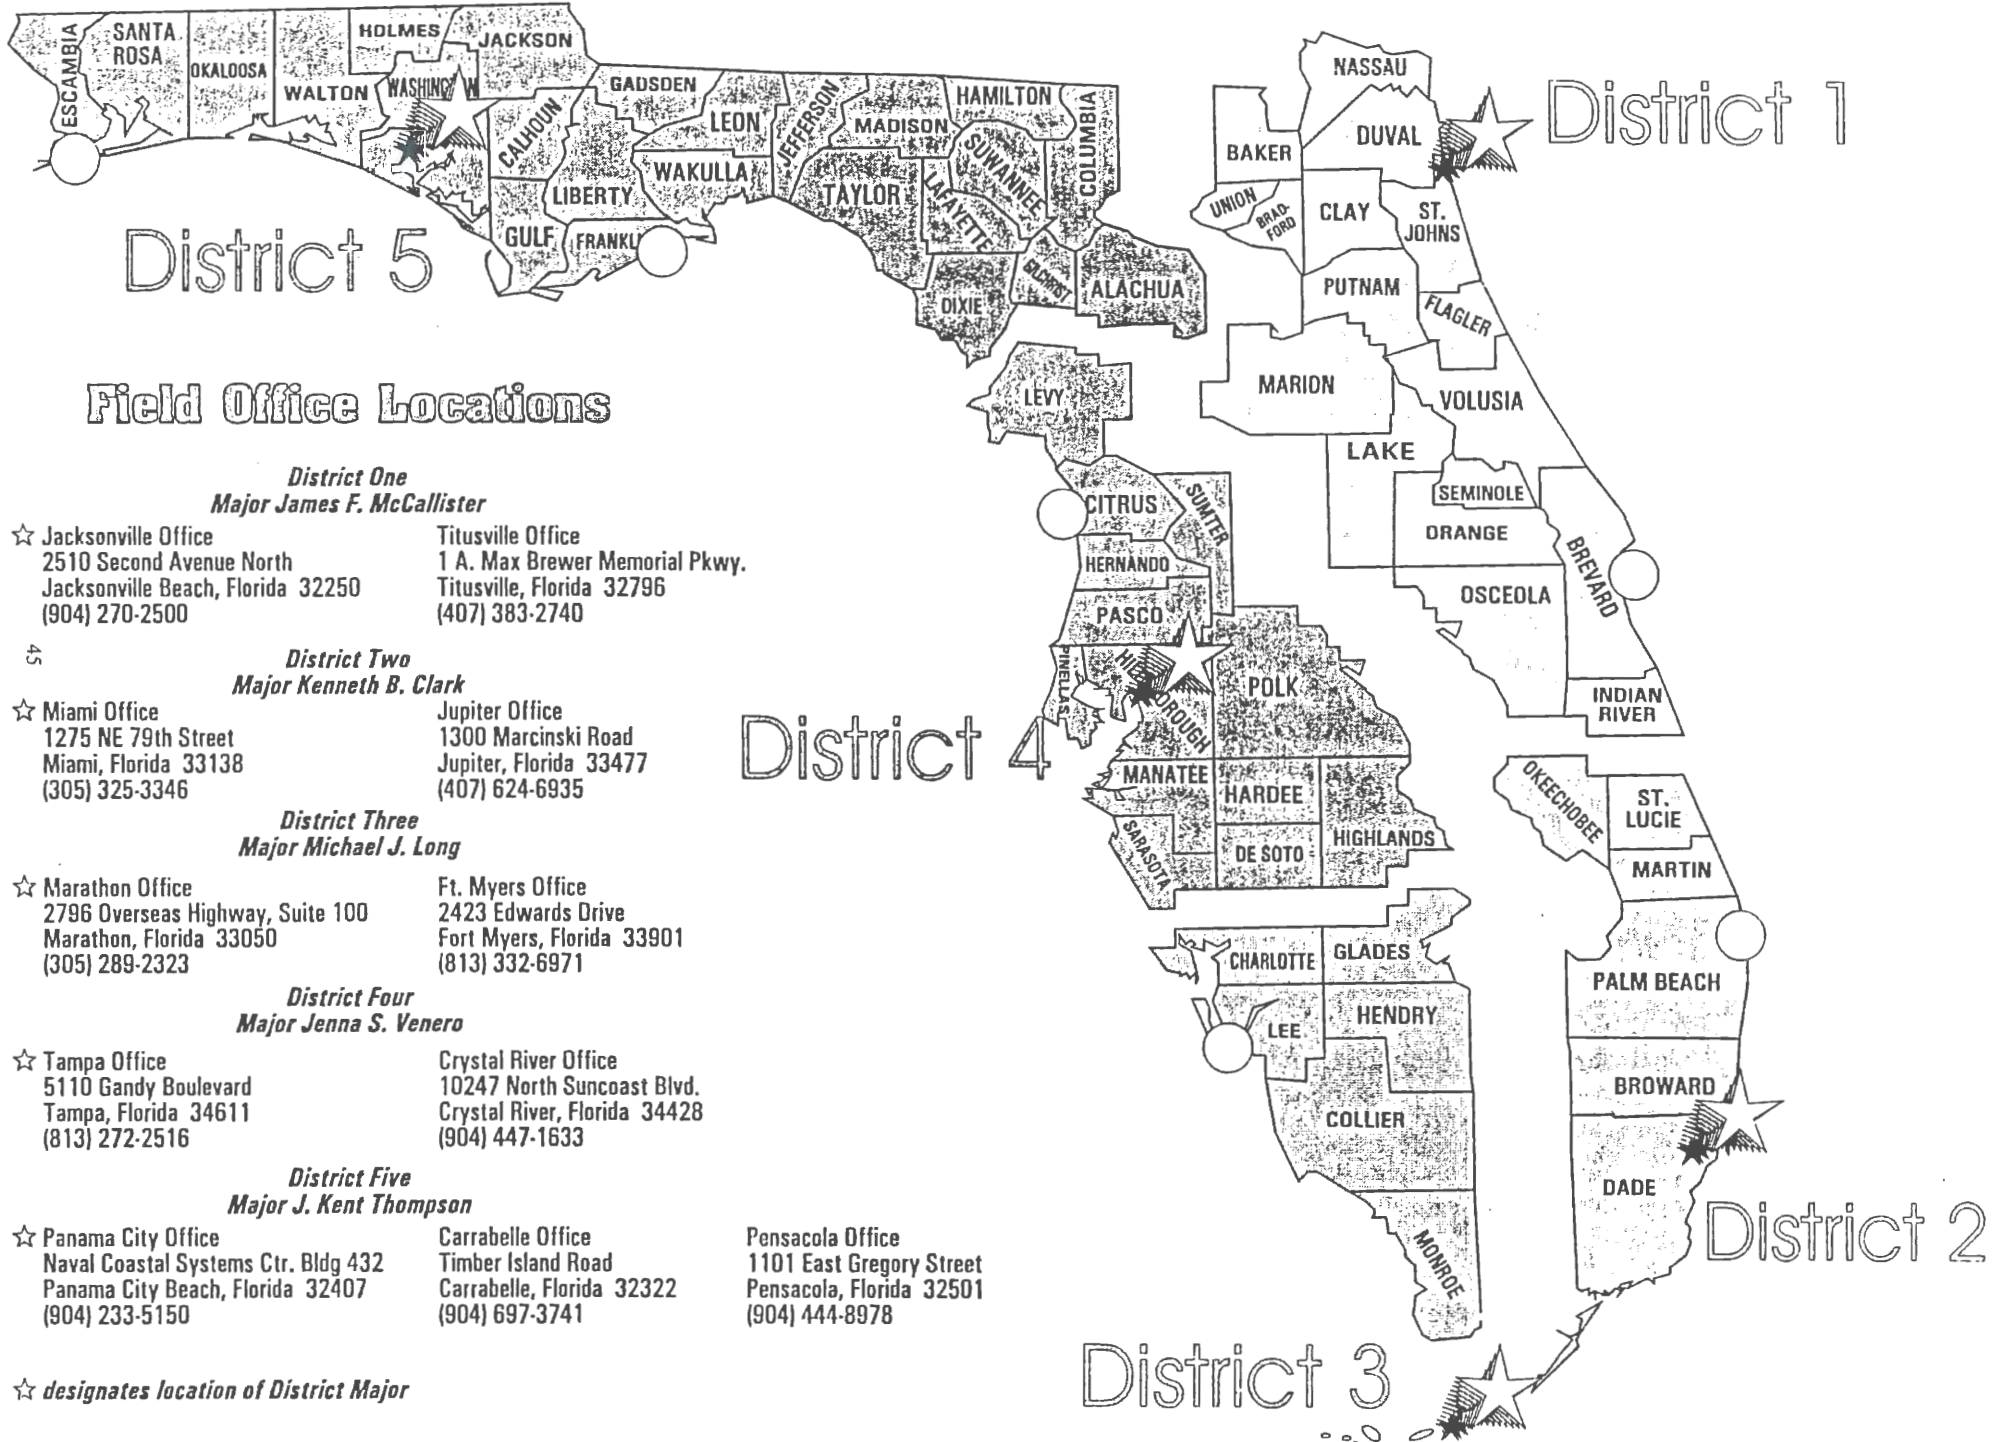 ESCAMBIA
SANTA
ROSA
OKALOOSA
WALTON
HOLMES
JACKSON
CALHOUN
GULF
GADSDEN
LIBERTY
FRANKL
LEON
WAKULLA
JEFFERSON
MADISON
TAYLOR
HAMILTON
SUWANNEE
LAFAYETTE
COLUMBIA
DIXIE
GILCHRIST
ALACHUA
District 5
NASSAU
DUVAL
BAKER
UNION
BRAD-
FORD
CLAY
ST.
JOHNS
PUTNAM
FLAGLER
MARION
VOLUSIA
LAKE
SEMINOLE
ORANGE
OSCEOLA
BREVARD
INDIAN
RIVER
District 1
LEVY
CITRUS
SUMTER
HERNANDO
PASCO
PINELLAS
POLK
MANATEE
HARDEE
SARASOTA
DE SOTO
HIGHLANDS
District 4
OKEECHOBEE
ST.
LUCIE
MARTIN
PALM BEACH
BROWARD
DADE
District 2
CHARLOTTE
GLADES
LEE
HENDRY
COLLIER
MONROE
District 3
Field Office Locations
District One
Major James F. McCallister
☆ Jacksonville Office
2510 Second Avenue North
Jacksonville Beach, Florida 32250
(904) 270-2500
Titusville Office
1 A. Max Brewer Memorial Pkwy.
Titusville, Florida 32796
(407) 383-2740
45
District Two
Major Kenneth B. Clark
☆ Miami Office
1275 NE 79th Street
Miami, Florida 33138
(305) 325-3346
Jupiter Office
1300 Marcinski Road
Jupiter, Florida 33477
(407) 624-6935
District Three
Major Michael J. Long
☆ Marathon Office
2796 Overseas Highway, Suite 100
Marathon, Florida 33050
(305) 289-2323
Ft. Myers Office
2423 Edwards Drive
Fort Myers, Florida 33901
(813) 332-6971
District Four
Major Jenna S. Venero
☆ Tampa Office
5110 Gandy Boulevard
Tampa, Florida 34611
(813) 272-2516
Crystal River Office
10247 North Suncoast Blvd.
Crystal River, Florida 34428
(904) 447-1633
District Five
Major J. Kent Thompson
☆ Panama City Office
Naval Coastal Systems Ctr. Bldg 432
Panama City Beach, Florida 32407
(904) 233-5150
Carrabelle Office
Timber Island Road
Carrabelle, Florida 32322
(904) 697-3741
Pensacola Office
1101 East Gregory Street
Pensacola, Florida 32501
(904) 444-8978
☆ designates location of District Major